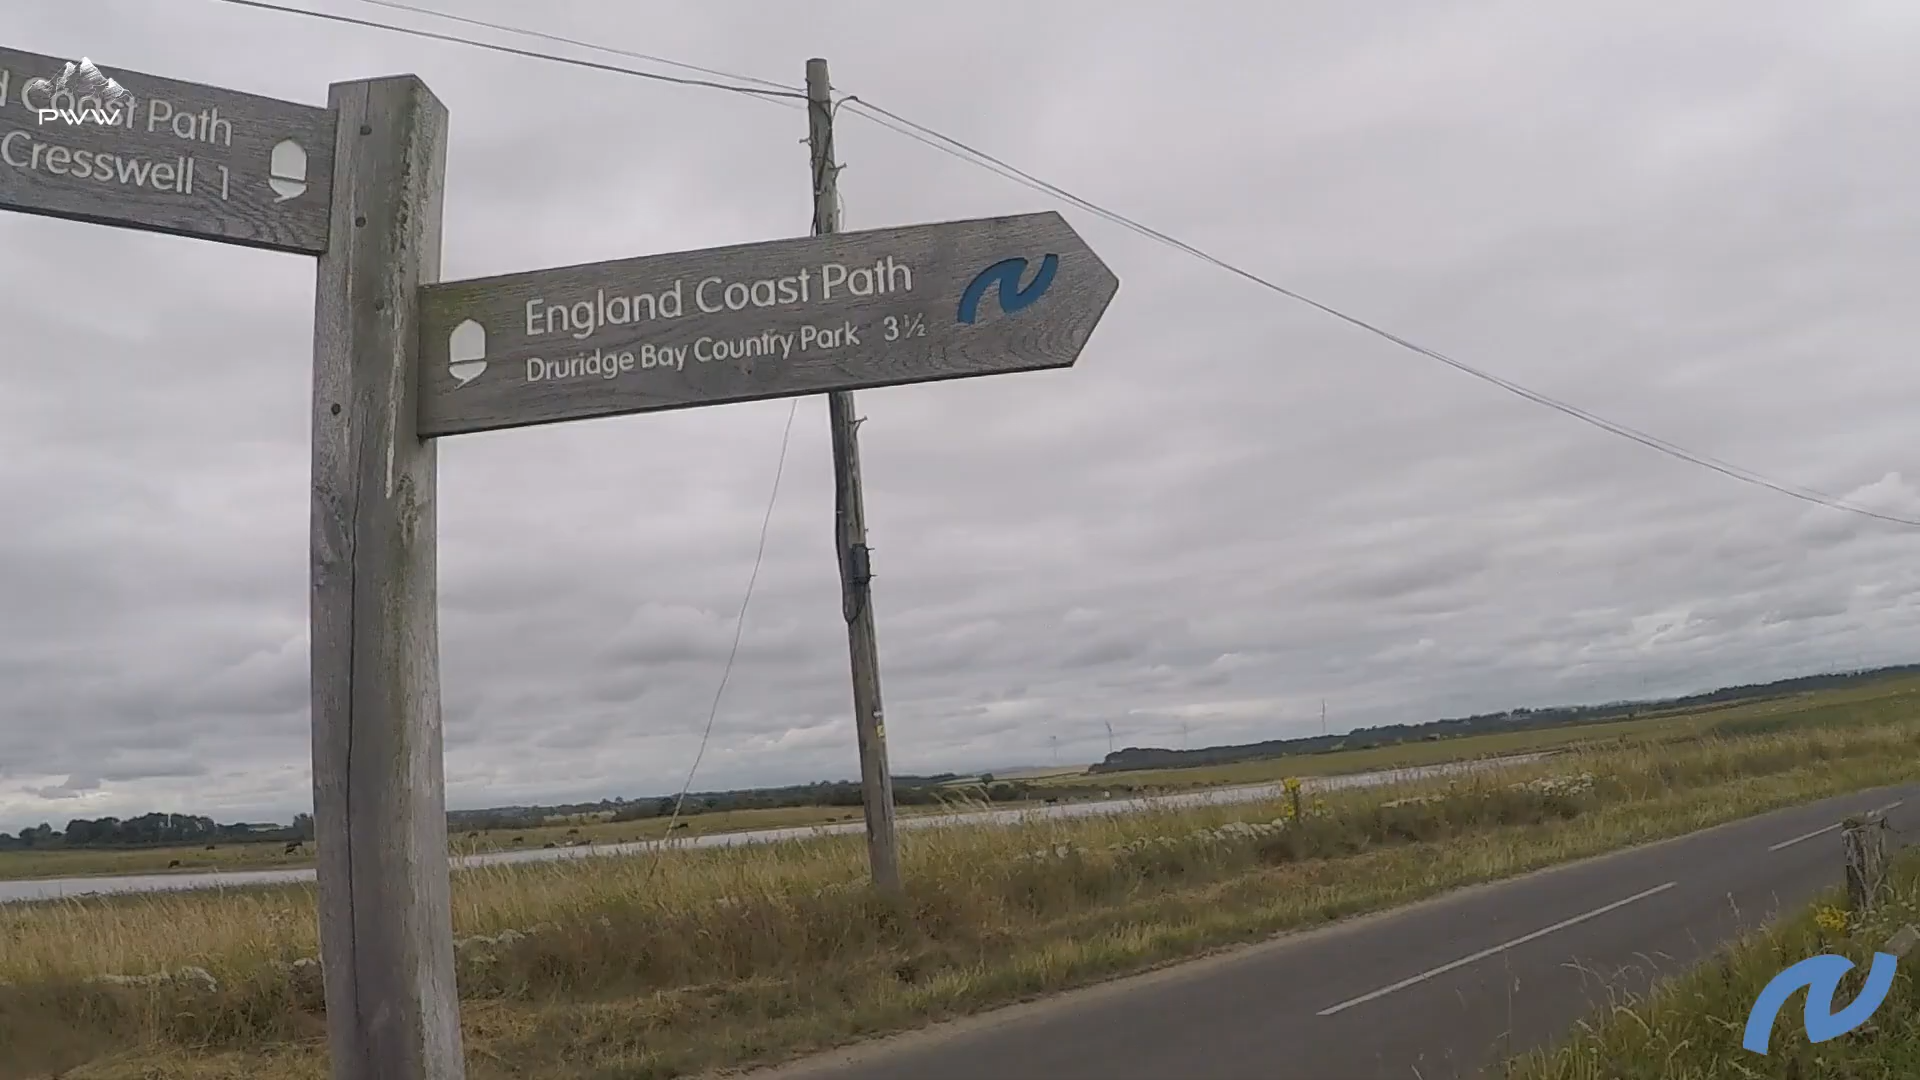 d Coast Path
Cresswell 1
PWW
England Coast Path
Druridge Bay Country Park 3½